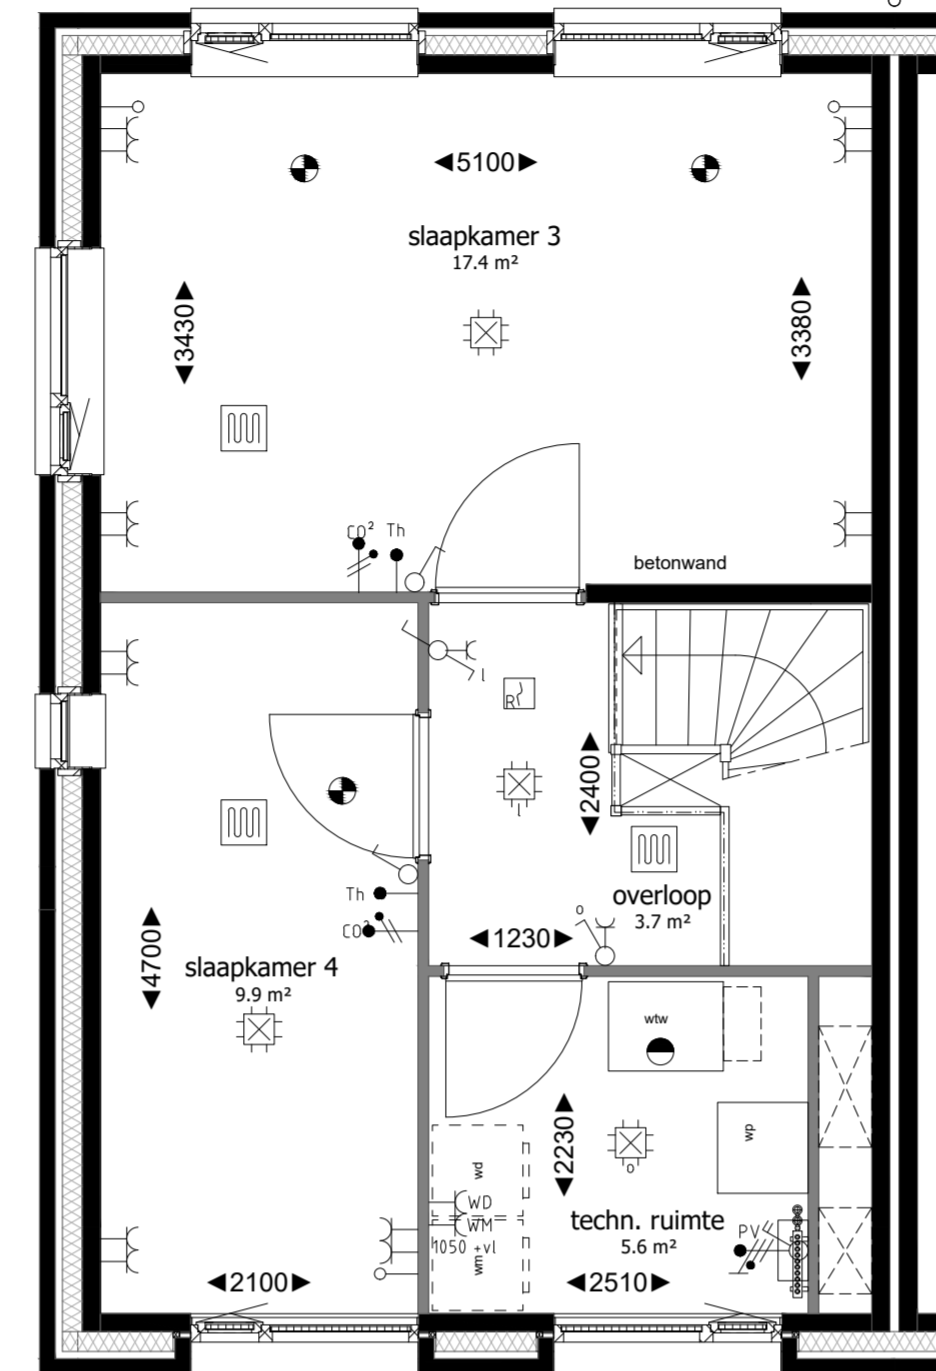 5100
slaapkamer 3
17.4 m²
3430
3380
CO² Th
betonwand
l
R
2400
l
overloop
3.7 m²
Th
CO²
o
1230
4700
slaapkamer 4
9.9 m²
wtw
wp
2230
o
wd
WD
WM
1050 +vl
wm
techn. ruimte
5.6 m²
PV
2100
2510